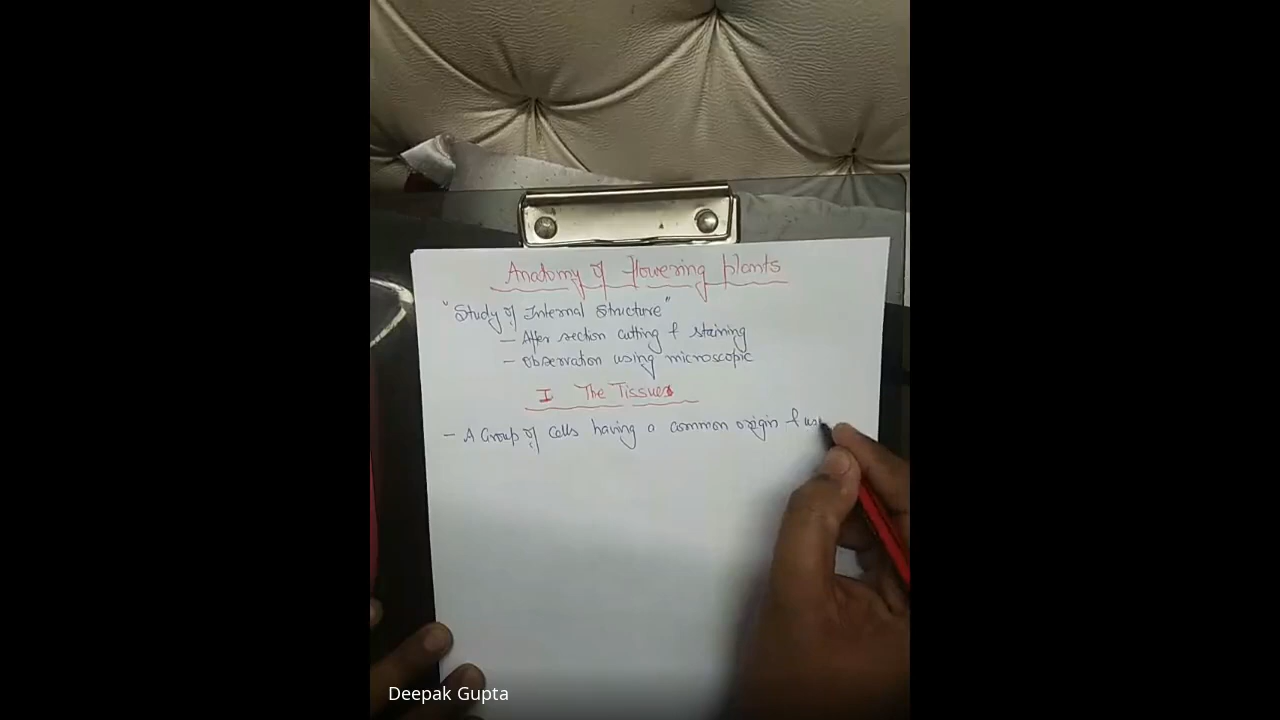 Anatomy of flowering plants
"Study of Internal Structure"
— After section cutting & staining
— Observation using microscopic
I The Tissues
— A Group of Cells having a common origin &
Deepak Gupta